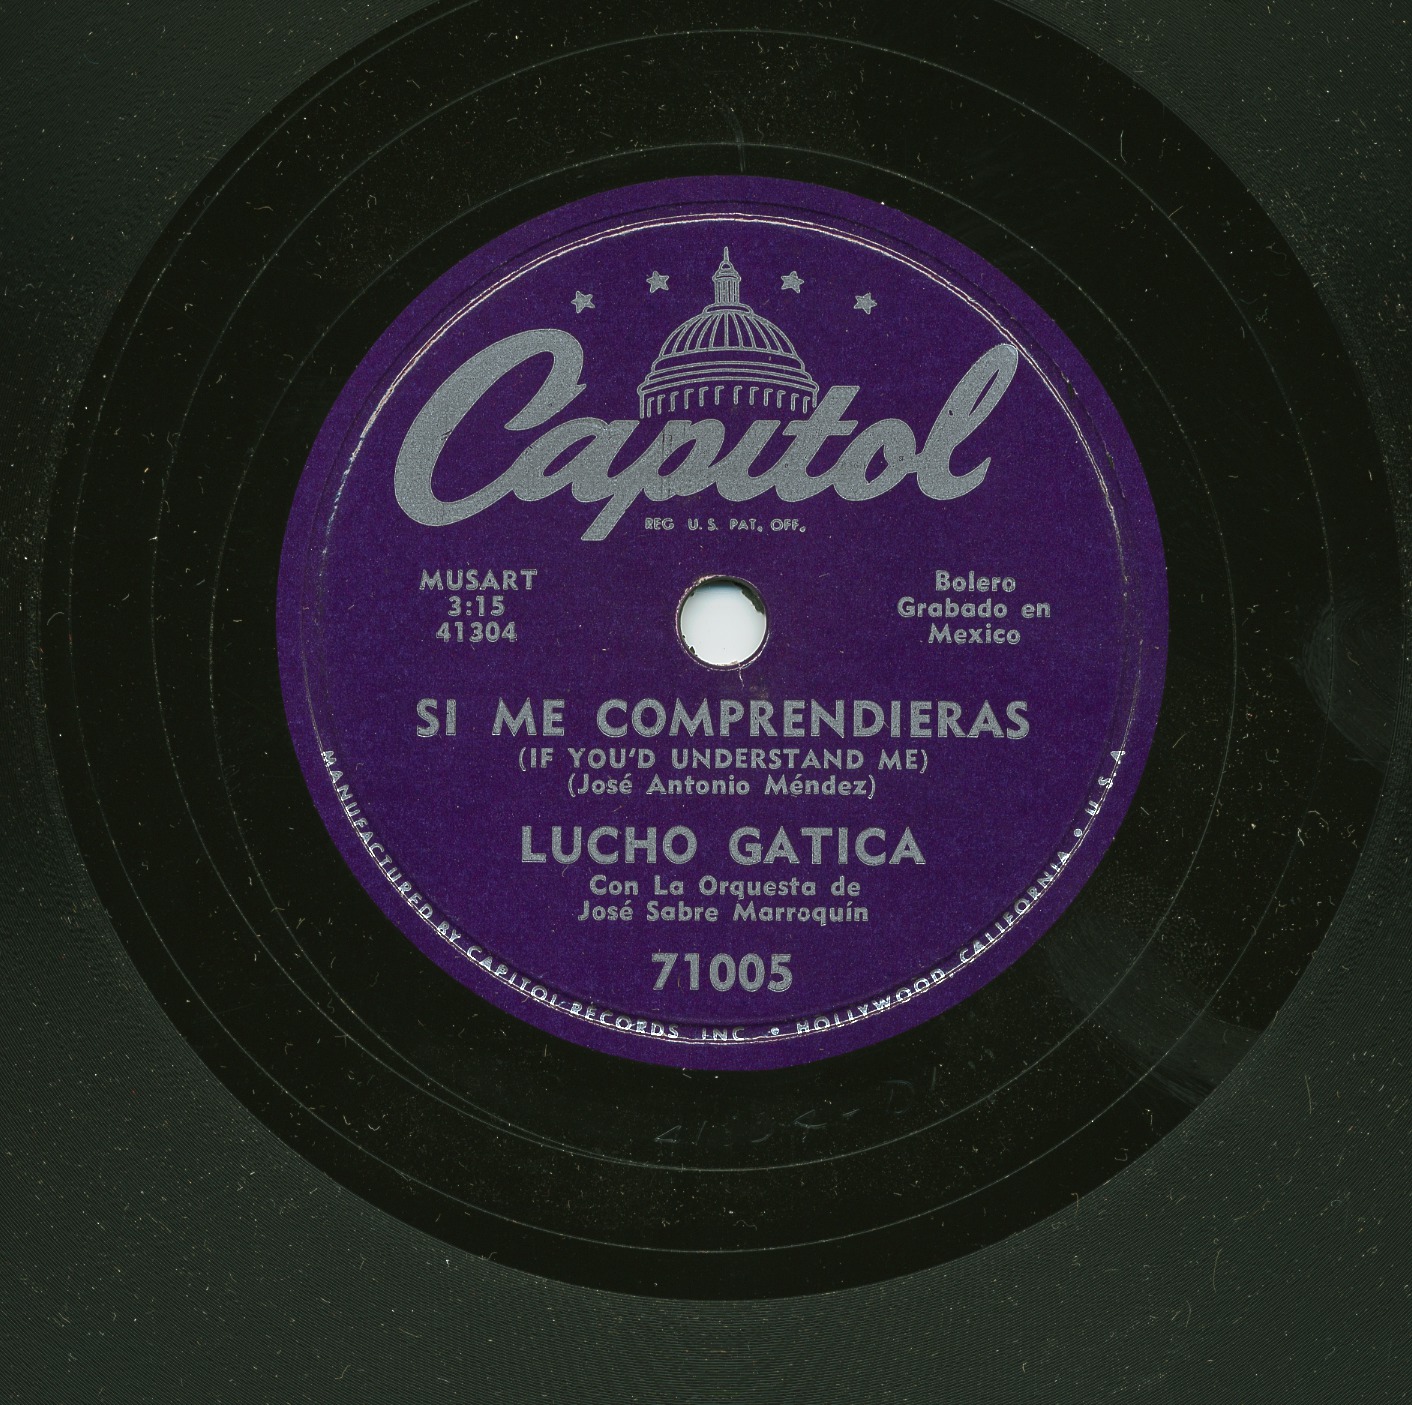 Capitol
REG U.S. PAT. OFF.
MUSART
3:15
41304
Bolero
Grabado en
Mexico
SI ME COMPRENDIERAS
(IF YOU'D UNDERSTAND ME)
(José Antonio Méndez)
LUCHO GATICA
Con La Orquesta de
José Sabre Marroquín
71005
MANUFACTURED BY CAPITOL RECORDS, INC. • HOLLYWOOD, CALIFORNIA • U.S.A